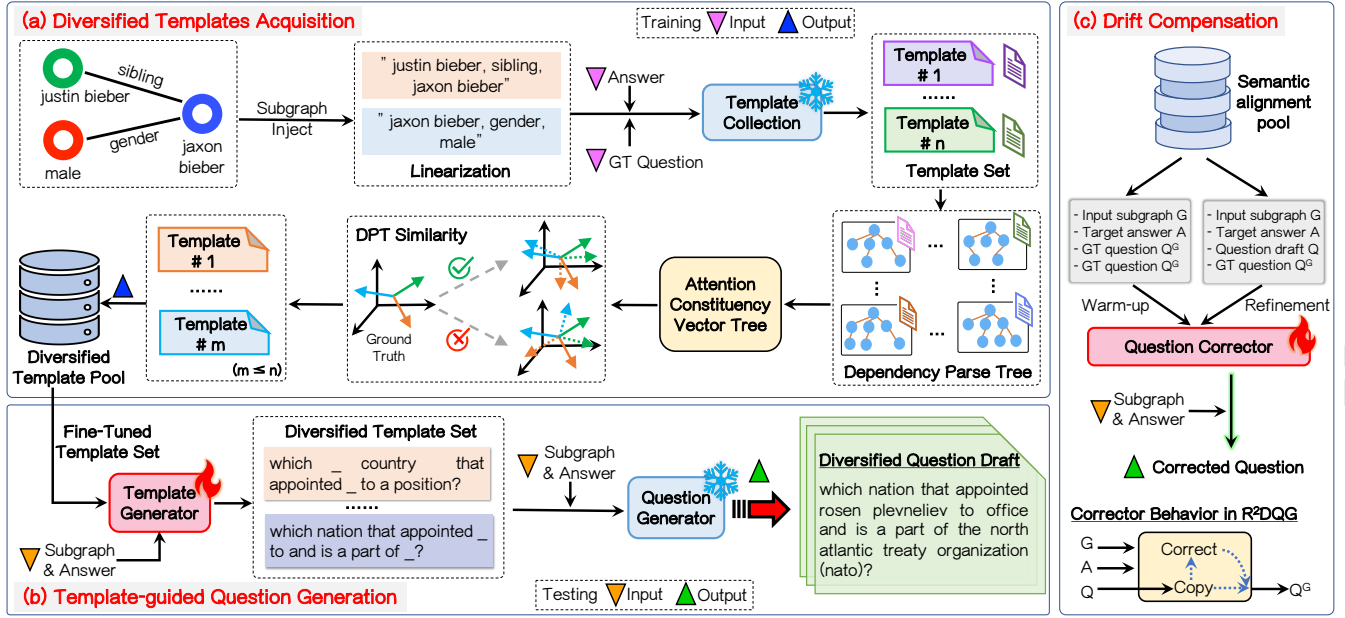 (a) Diversified Templates Acquisition
Training Input Output
justin bieber
sibling
male
gender
jaxon
bieber
Subgraph
Inject
" justin bieber, sibling,
jaxon bieber"
" jaxon bieber, gender,
male"
Linearization
Answer
GT Question
Template
Collection
Template
# 1
......
Template
# n
Template Set
Diversified
Template Pool
Template
# 1
......
Template
# m
(m ≤ n)
DPT Similarity
Ground
Truth
Attention
Constituency
Vector Tree
...
...
Dependency Parse Tree
Fine-Tuned
Template Set
Template
Generator
Subgraph
& Answer
Diversified Template Set
which _ country that
appointed _ to a position?
......
which nation that appointed _
to and is a part of _?
Subgraph
& Answer
Question
Generator
Diversified Question Draft
which nation that appointed
rosen plevneliev to office
and is a part of the north
atlantic treaty organization
(nato)?
(b) Template-guided Question Generation
Testing Input Output
(c) Drift Compensation
Semantic
alignment
pool
- Input subgraph G
- Target answer A
- GT question Qᴳ
- GT question Qᴳ
- Input subgraph G
- Target answer A
- Question draft Q
- GT question Qᴳ
Warm-up
Refinement
Question Corrector
Subgraph
& Answer
Corrected Question
Corrector Behavior in R²DQG
G
A
Q
Correct
Copy
Qᴳ